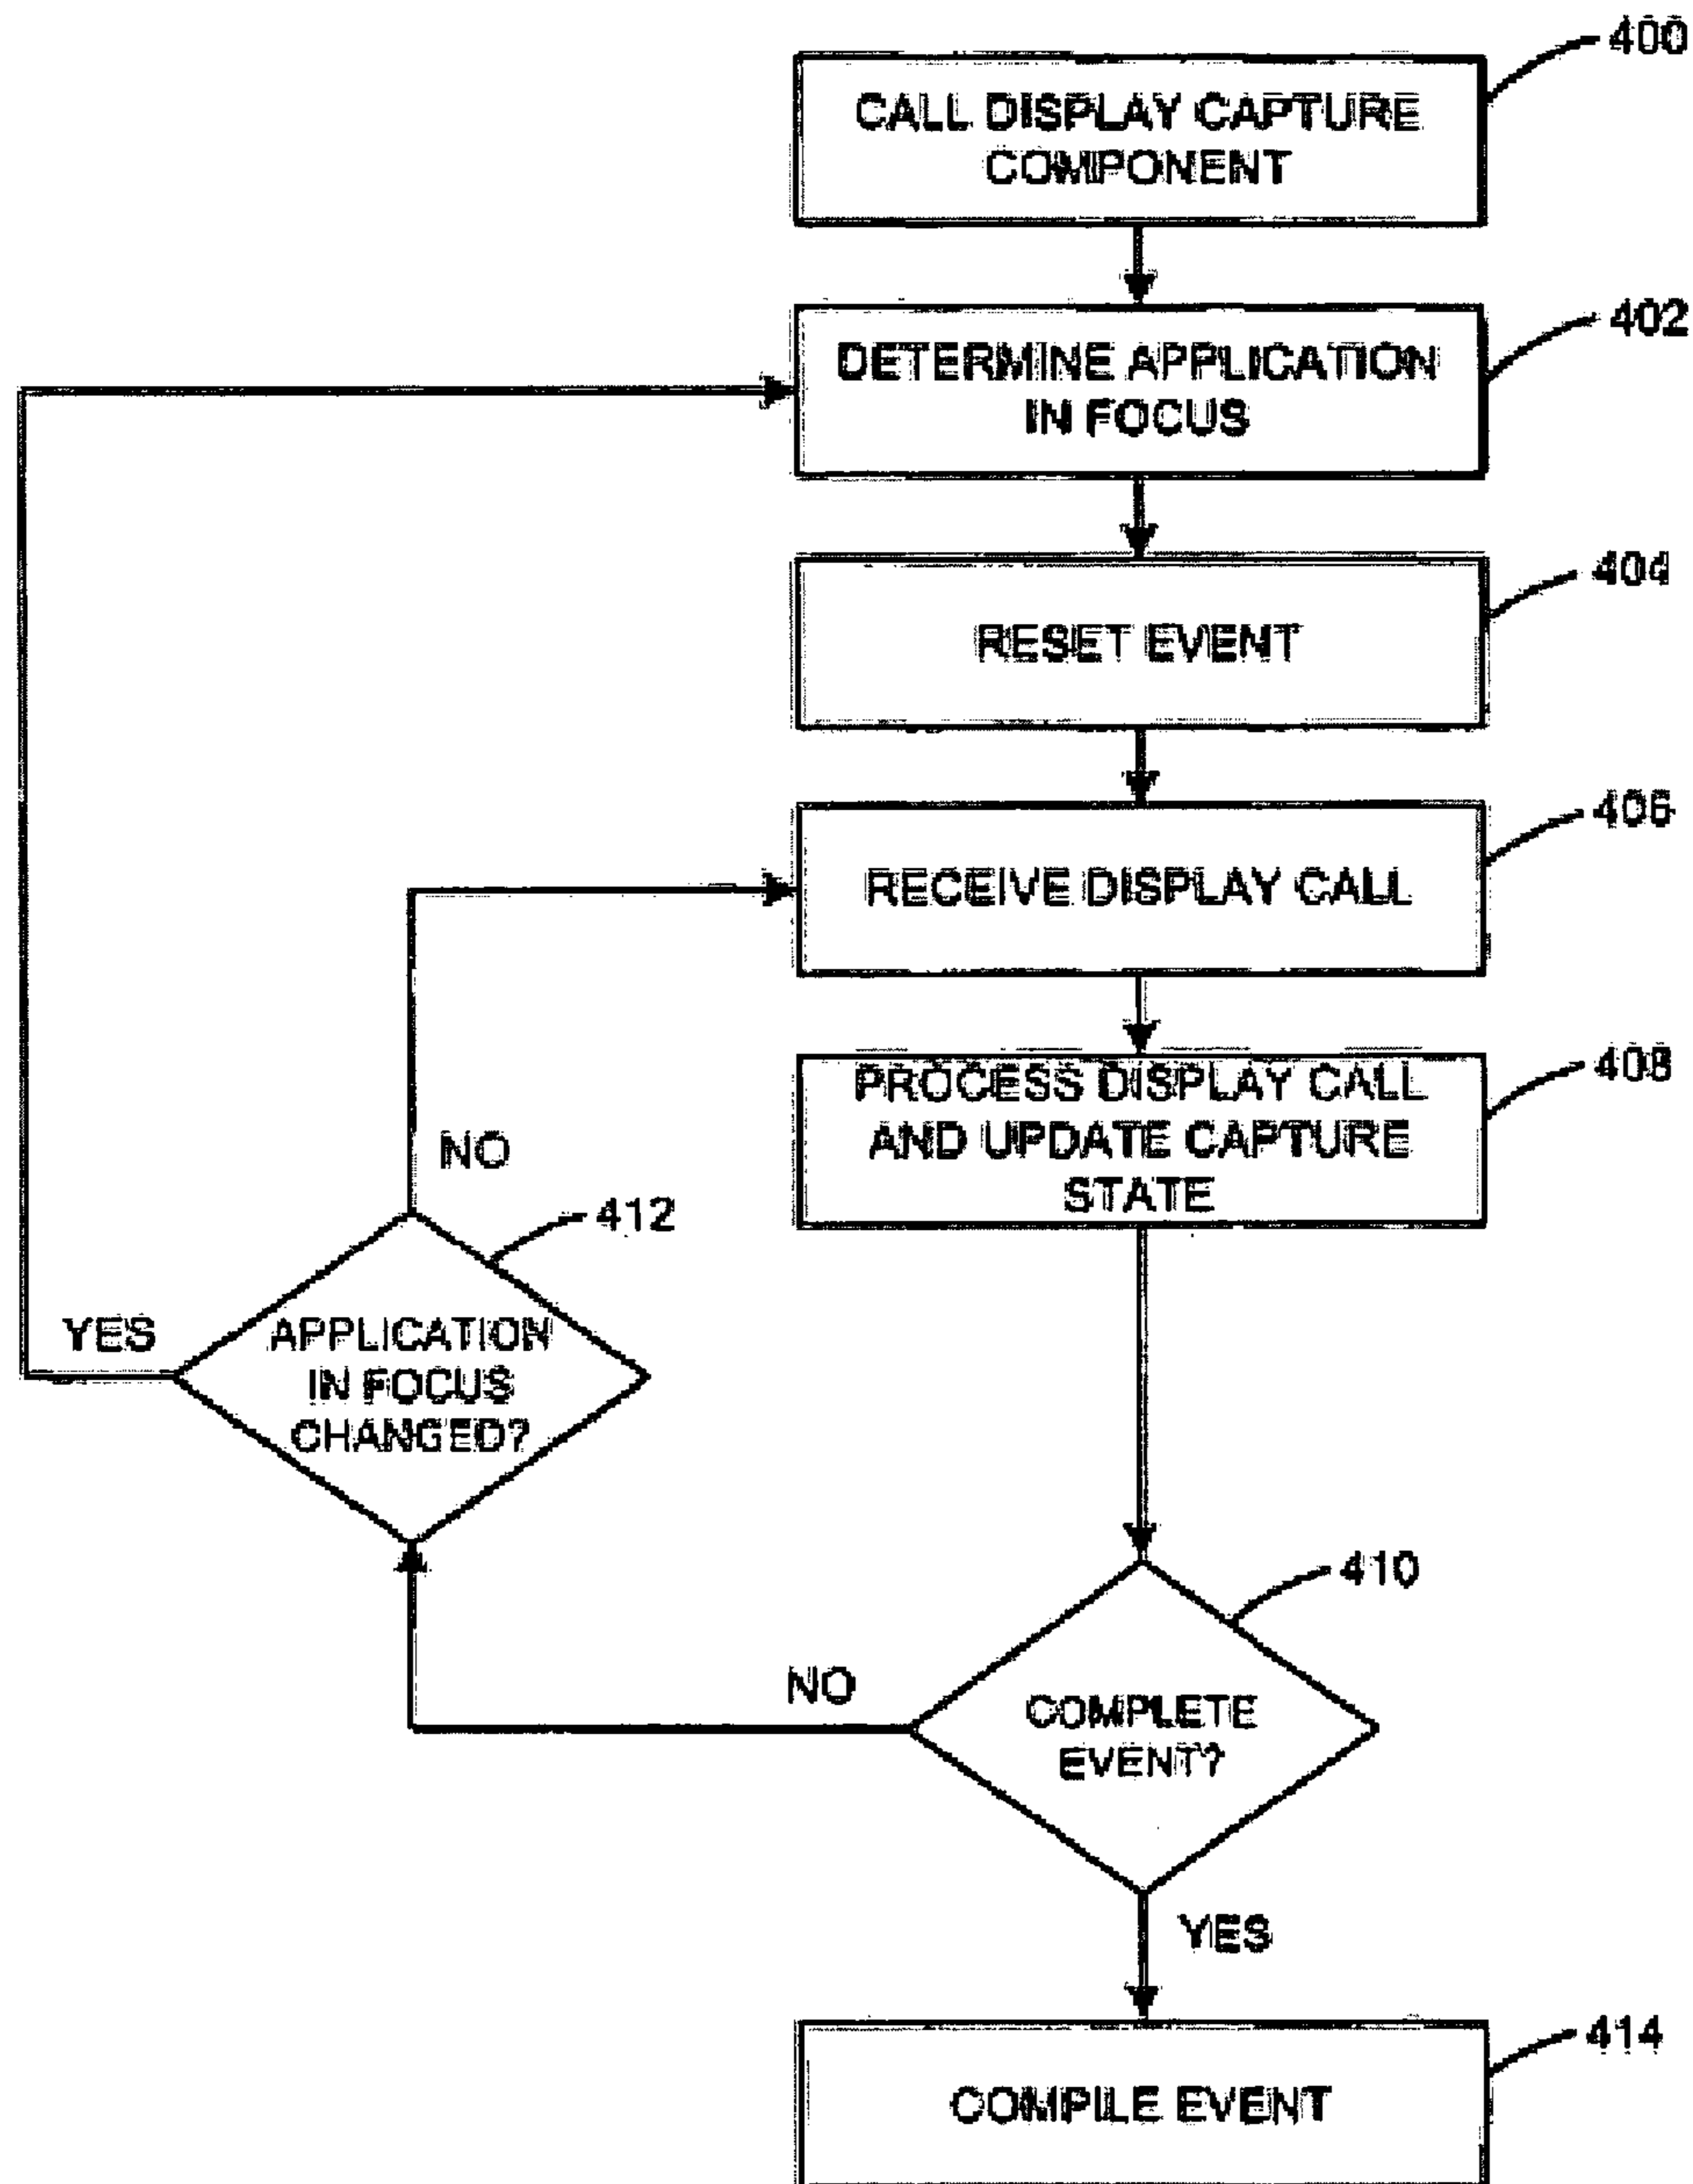 400
CALL DISPLAY CAPTURE
COMPONENT
402
DETERMINE APPLICATION
IN FOCUS
404
RESET EVENT
406
RECEIVE DISPLAY CALL
408
PROCESS DISPLAY CALL
AND UPDATE CAPTURE
STATE
NO
412
YES
APPLICATION
IN FOCUS
CHANGED?
410
NO
COMPLETE
EVENT?
YES
414
COMPILE EVENT